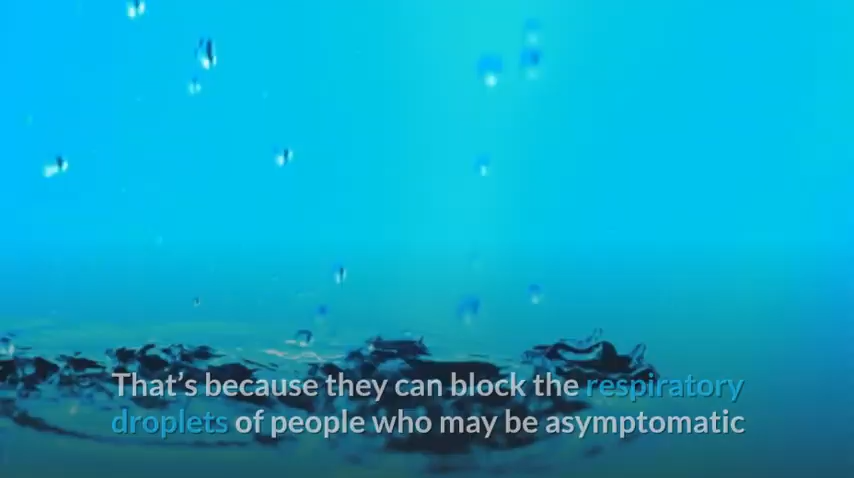 That's because they can block the respiratory
droplets of people who may be asymptomatic